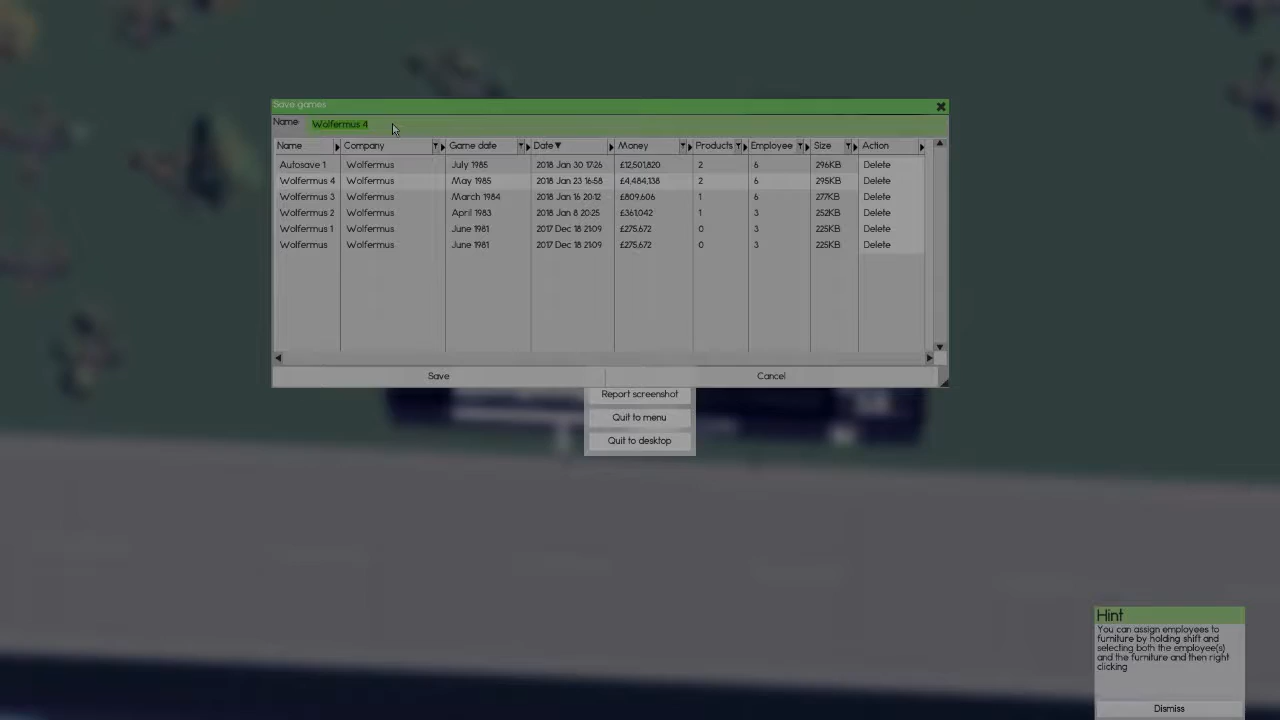 Save games
Name Wolfermus 4
Name Company Game date Date Money Products Employee Size Action
Autosave 1 Wolfermus July 1985 2018 Jan 30 17:26 £12,501,820 2 6 296KB Delete
Wolfermus 4 Wolfermus May 1985 2018 Jan 23 16:58 £4,484,138 2 6 295KB Delete
Wolfermus 3 Wolfermus March 1984 2018 Jan 16 20:12 £809,606 1 6 277KB Delete
Wolfermus 2 Wolfermus April 1983 2018 Jan 8 20:25 £361,042 1 3 252KB Delete
Wolfermus 1 Wolfermus June 1981 2017 Dec 18 21:09 £275,672 0 3 225KB Delete
Wolfermus Wolfermus June 1981 2017 Dec 18 21:09 £275,672 0 3 225KB Delete
Save Cancel
Report screenshot
Quit to menu
Quit to desktop
Hint
You can assign employees to
furniture by holding shift and
selecting both the employee(s)
and the furniture and then right
clicking
Dismiss